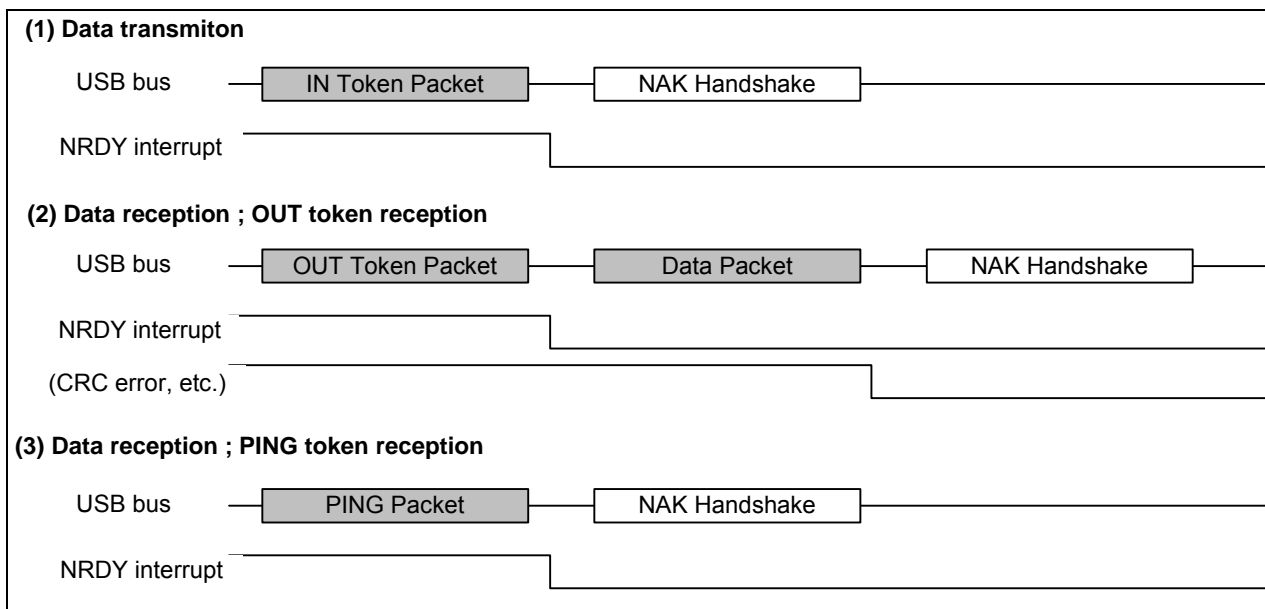 (1) Data transmiton
USB bus IN Token Packet NAK Handshake
NRDY interrupt
(2) Data reception ; OUT token reception
USB bus OUT Token Packet Data Packet NAK Handshake
NRDY interrupt
(CRC error, etc.)
(3) Data reception ; PING token reception
USB bus PING Packet NAK Handshake
NRDY interrupt